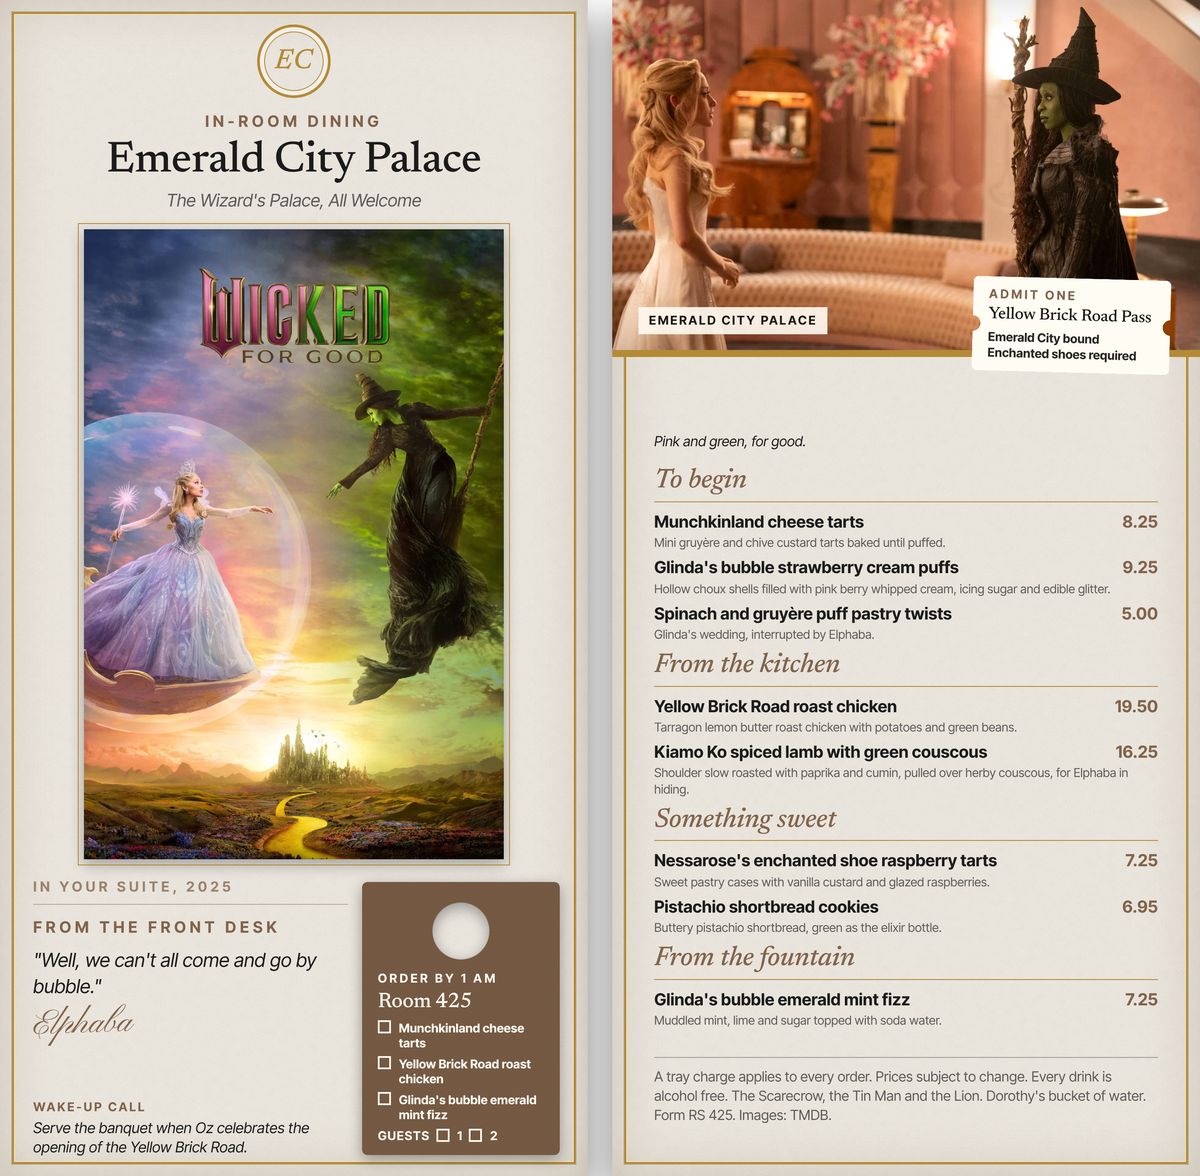 EC
IN-ROOM DINING
Emerald City Palace
The Wizard's Palace, All Welcome
WICKED
FOR GOOD
IN YOUR SUITE, 2025
FROM THE FRONT DESK
"Well, we can't all come and go by
bubble."
Elphaba
WAKE-UP CALL
Serve the banquet when Oz celebrates the
opening of the Yellow Brick Road.
ORDER BY 1 AM
Room 425
Munchkinland cheese
tarts
Yellow Brick Road roast
chicken
Glinda's bubble emerald
mint fizz
GUESTS 1 2
EMERALD CITY PALACE
ADMIT ONE
Yellow Brick Road Pass
Emerald City bound
Enchanted shoes required
Pink and green, for good.
To begin
Munchkinland cheese tarts 8.25
Mini gruyère and chive custard tarts baked until puffed.
Glinda's bubble strawberry cream puffs 9.25
Hollow choux shells filled with pink berry whipped cream, icing sugar and edible glitter.
Spinach and gruyère puff pastry twists 5.00
Glinda's wedding, interrupted by Elphaba.
From the kitchen
Yellow Brick Road roast chicken 19.50
Tarragon lemon butter roast chicken with potatoes and green beans.
Kiamo Ko spiced lamb with green couscous 16.25
Shoulder slow roasted with paprika and cumin, pulled over herby couscous, for Elphaba in
hiding.
Something sweet
Nessarose's enchanted shoe raspberry tarts 7.25
Sweet pastry cases with vanilla custard and glazed raspberries.
Pistachio shortbread cookies 6.95
Buttery pistachio shortbread, green as the elixir bottle.
From the fountain
Glinda's bubble emerald mint fizz 7.25
Muddled mint, lime and sugar topped with soda water.
A tray charge applies to every order. Prices subject to change. Every drink is
alcohol free. The Scarecrow, the Tin Man and the Lion. Dorothy's bucket of water.
Form RS 425. Images: TMDB.